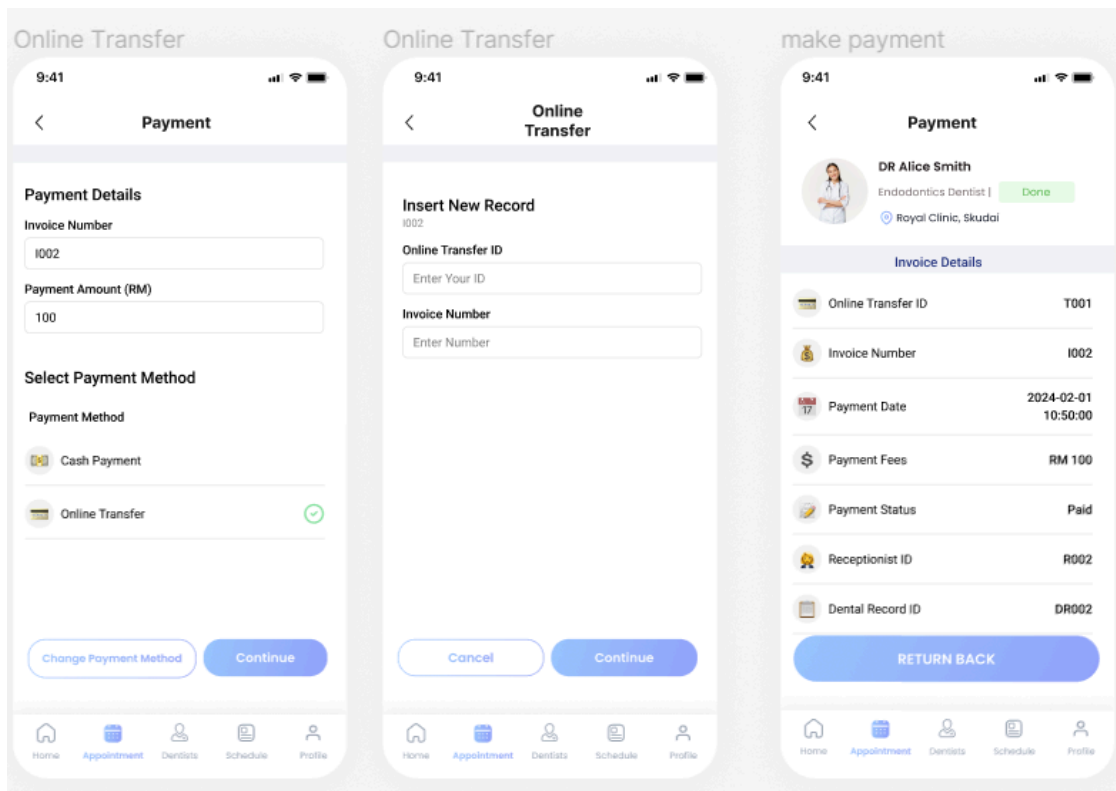 Online Transfer
9:41
Payment
Payment Details
Invoice Number
I002
Payment Amount (RM)
100
Select Payment Method
Payment Method
Cash Payment
Online Transfer
Change Payment Method
Continue
Home
Appointment
Dentists
Schedule
Profile
Online Transfer
9:41
Online
Transfer
Insert New Record
I002
Online Transfer ID
Enter Your ID
Invoice Number
Enter Number
Cancel
Continue
Home
Appointment
Dentists
Schedule
Profile
make payment
9:41
Payment
DR Alice Smith
Endodontics Dentist | Done
Royal Clinic, Skudai
Invoice Details
Online Transfer ID T001
Invoice Number I002
Payment Date 2024-02-01
10:50:00
Payment Fees RM 100
Payment Status Paid
Receptionist ID R002
Dental Record ID DR002
RETURN BACK
Home
Appointment
Dentists
Schedule
Profile